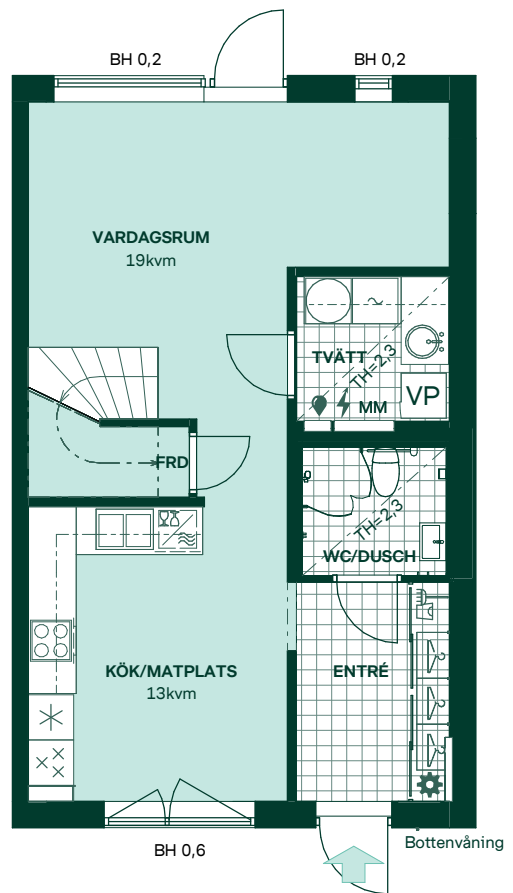 BH 0,2
BH 0,2
VARDAGSRUM
19kvm
TVÄTT
TH=2,3
MM
VP
FRD
TH=2,3
WC/DUSCH
KÖK/MATPLATS
13kvm
ENTRÉ
BH 0,6
Bottenvåning